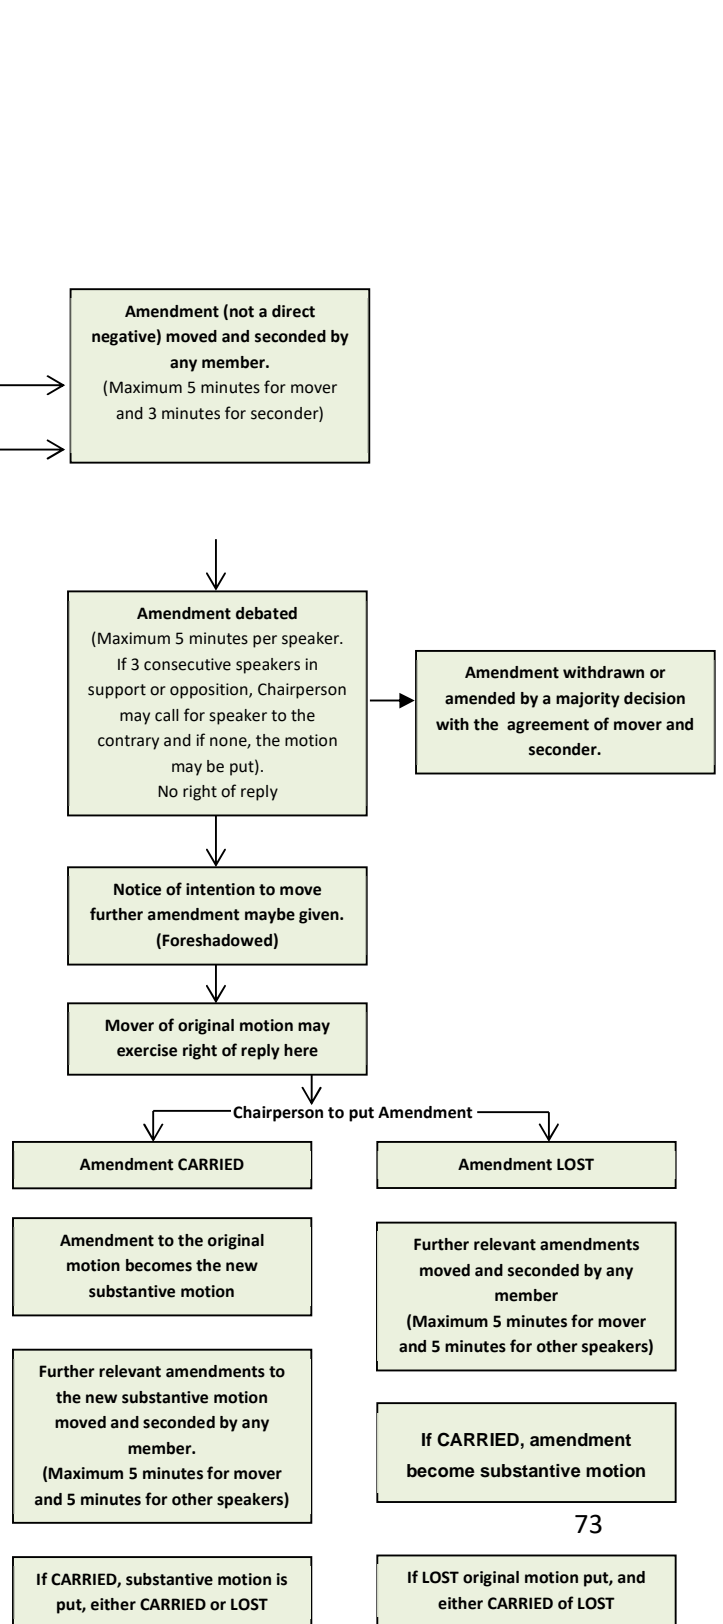 Amendment (not a direct
negative) moved and seconded by
any member.
(Maximum 5 minutes for mover
and 3 minutes for seconder)
Amendment debated
(Maximum 5 minutes per speaker.
If 3 consecutive speakers in
support or opposition, Chairperson
may call for speaker to the
contrary and if none, the motion
may be put).
No right of reply
Amendment withdrawn or
amended by a majority decision
with the agreement of mover and
seconder.
Notice of intention to move
further amendment maybe given.
(Foreshadowed)
Mover of original motion may
exercise right of reply here
Chairperson to put Amendment
Amendment CARRIED
Amendment to the original
motion becomes the new
substantive motion
Further relevant amendments to
the new substantive motion
moved and seconded by any
member.
(Maximum 5 minutes for mover
and 5 minutes for other speakers)
If CARRIED, substantive motion is
put, either CARRIED or LOST
Amendment LOST
Further relevant amendments
moved and seconded by any
member
(Maximum 5 minutes for mover
and 5 minutes for other speakers)
If CARRIED, amendment
become substantive motion
73
If LOST original motion put, and
either CARRIED of LOST